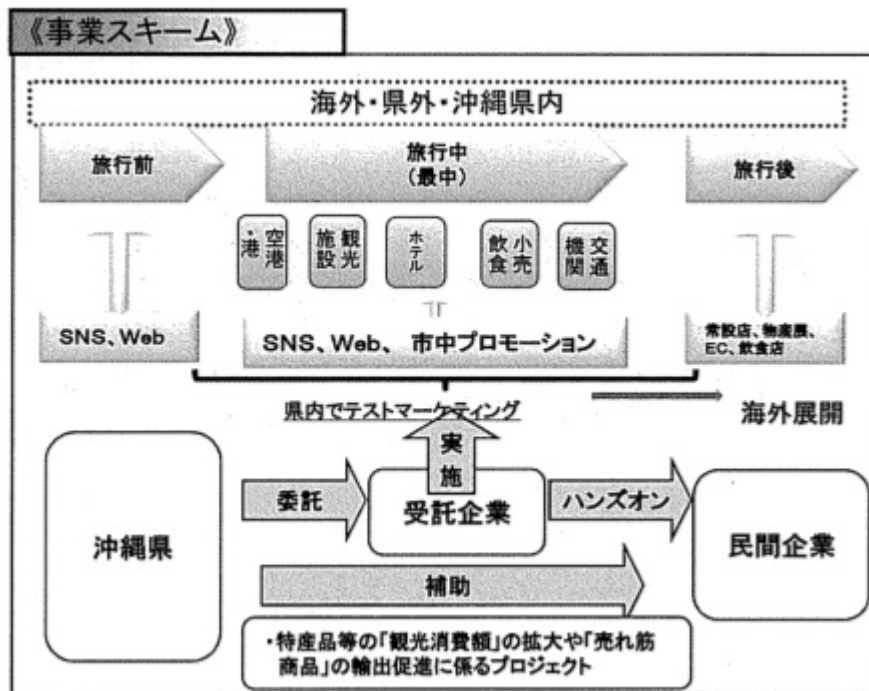 《事業スキーム》
海外・県外・沖縄県内
旅行前
旅行中
(最中)
旅行後
空港
・港
観光
施設
ホテル
小売
飲食
交通
機関
SNS、Web
SNS、Web、 市中プロモーション
常設店、物産展、
EC、飲食店
県内でテストマーケティング
海外展開
実施
沖縄県
委託
受託企業
ハンズオン
民間企業
補助
・特産品等の「観光消費額」の拡大や「売れ筋
商品」の輸出促進に係るプロジェクト